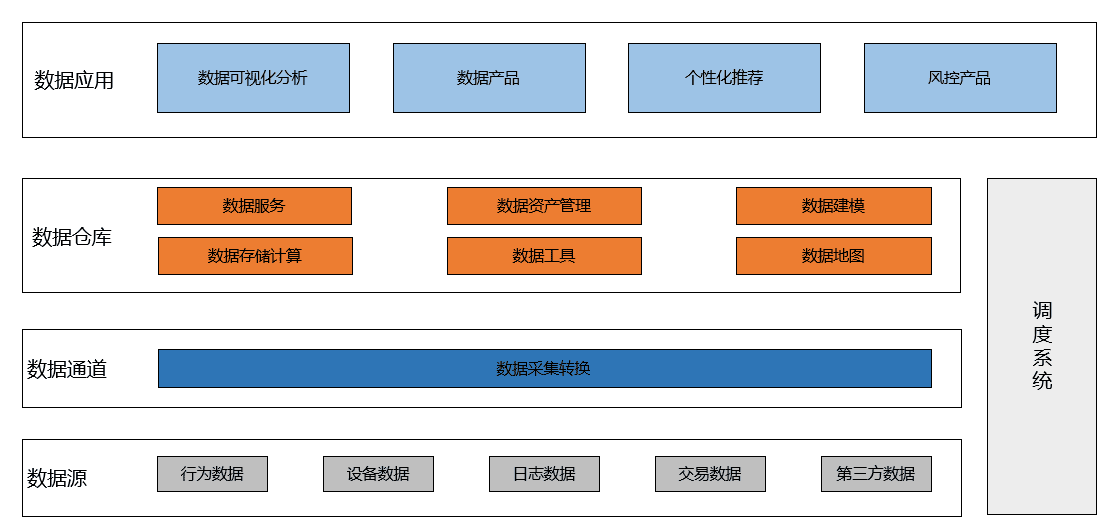 数据应用
数据可视化分析
数据产品
个性化推荐
风控产品
数据仓库
数据服务
数据资产管理
数据建模
数据存储计算
数据工具
数据地图
调度系统
数据通道
数据采集转换
数据源
行为数据
设备数据
日志数据
交易数据
第三方数据